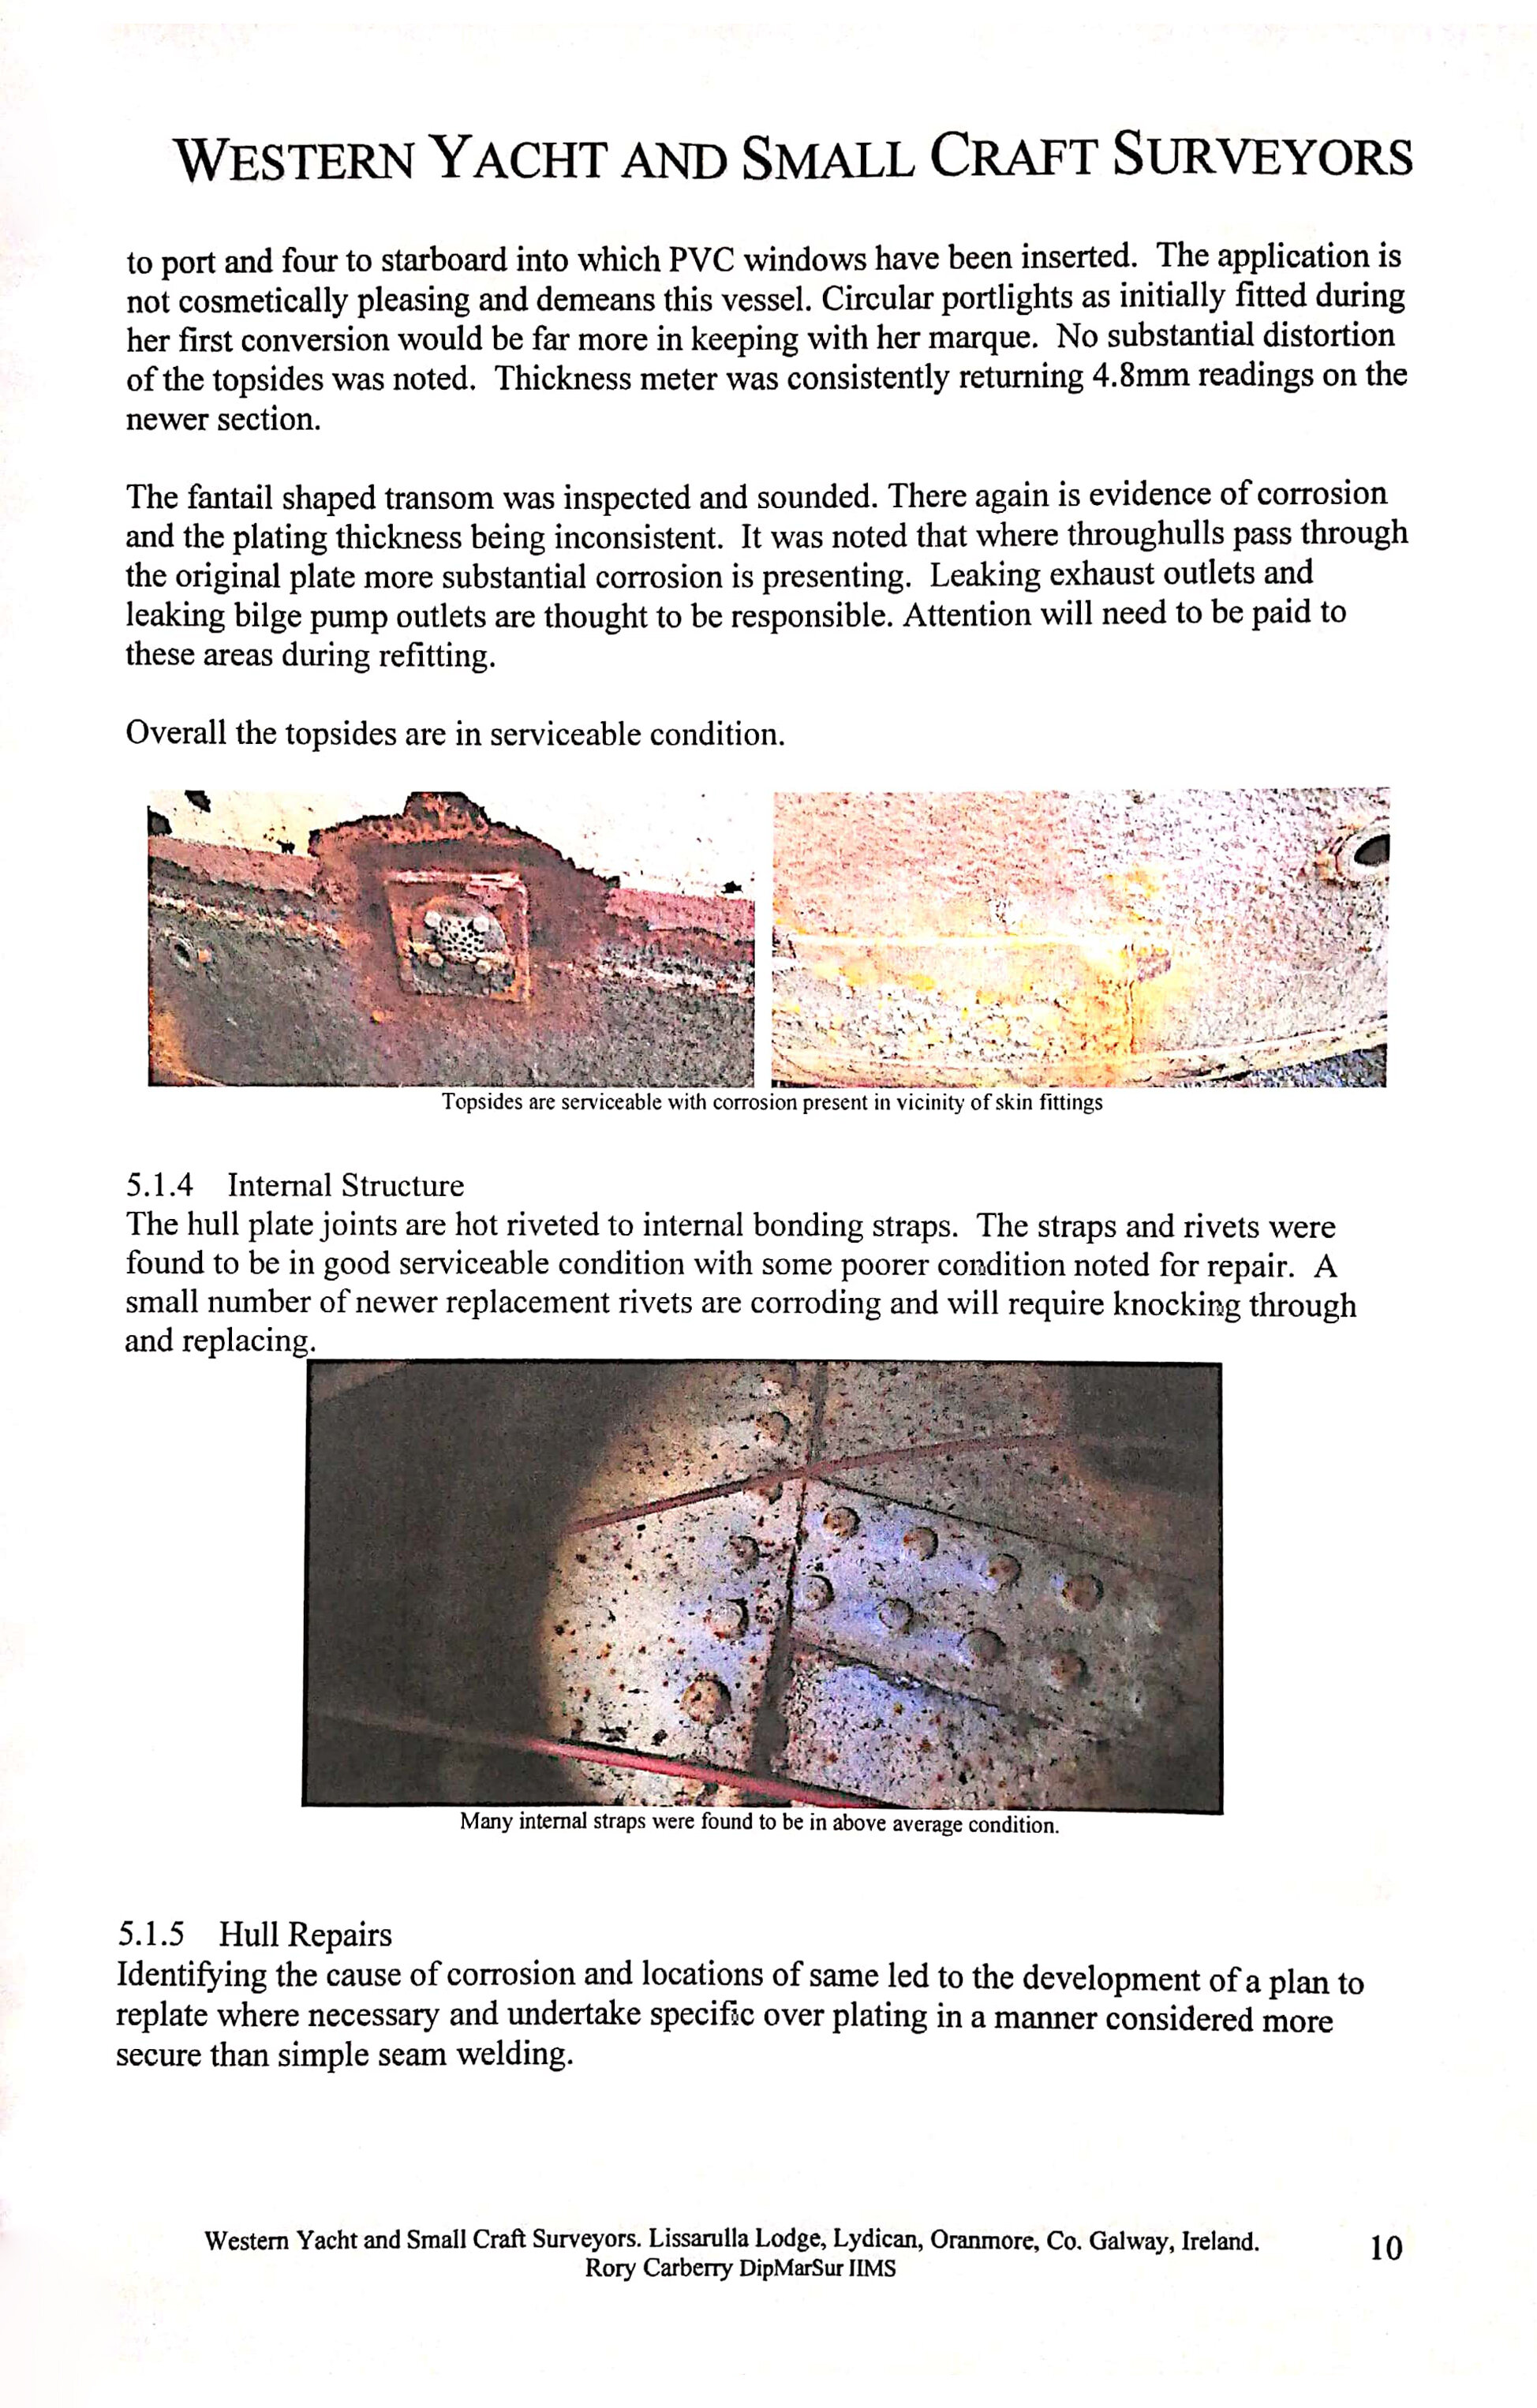 WESTERN YACHT AND SMALL CRAFT SURVEYORS
to port and four to starboard into which PVC windows have been inserted. The application is
not cosmetically pleasing and demeans this vessel. Circular portlights as initially fitted during
her first conversion would be far more in keeping with her marque. No substantial distortion
of the topsides was noted. Thickness meter was consistently returning 4.8mm readings on the
newer section.
The fantail shaped transom was inspected and sounded. There again is evidence of corrosion
and the plating thickness being inconsistent. It was noted that where throughulls pass through
the original plate more substantial corrosion is presenting. Leaking exhaust outlets and
leaking bilge pump outlets are thought to be responsible. Attention will need to be paid to
these areas during refitting.
Overall the topsides are in serviceable condition.
Topsides are serviceable with corrosion present in vicinity of skin fittings
5.1.4 Internal Structure
The hull plate joints are hot riveted to internal bonding straps. The straps and rivets were
found to be in good serviceable condition with some poorer condition noted for repair. A
small number of newer replacement rivets are corroding and will require knocking through
and replacing.
Many internal straps were found to be in above average condition.
5.1.5 Hull Repairs
Identifying the cause of corrosion and locations of same led to the development of a plan to
replate where necessary and undertake specific over plating in a manner considered more
secure than simple seam welding.
Western Yacht and Small Craft Surveyors. Lissarulla Lodge, Lydican, Oranmore, Co. Galway, Ireland. 10
Rory Carberry DipMarSur IIMS